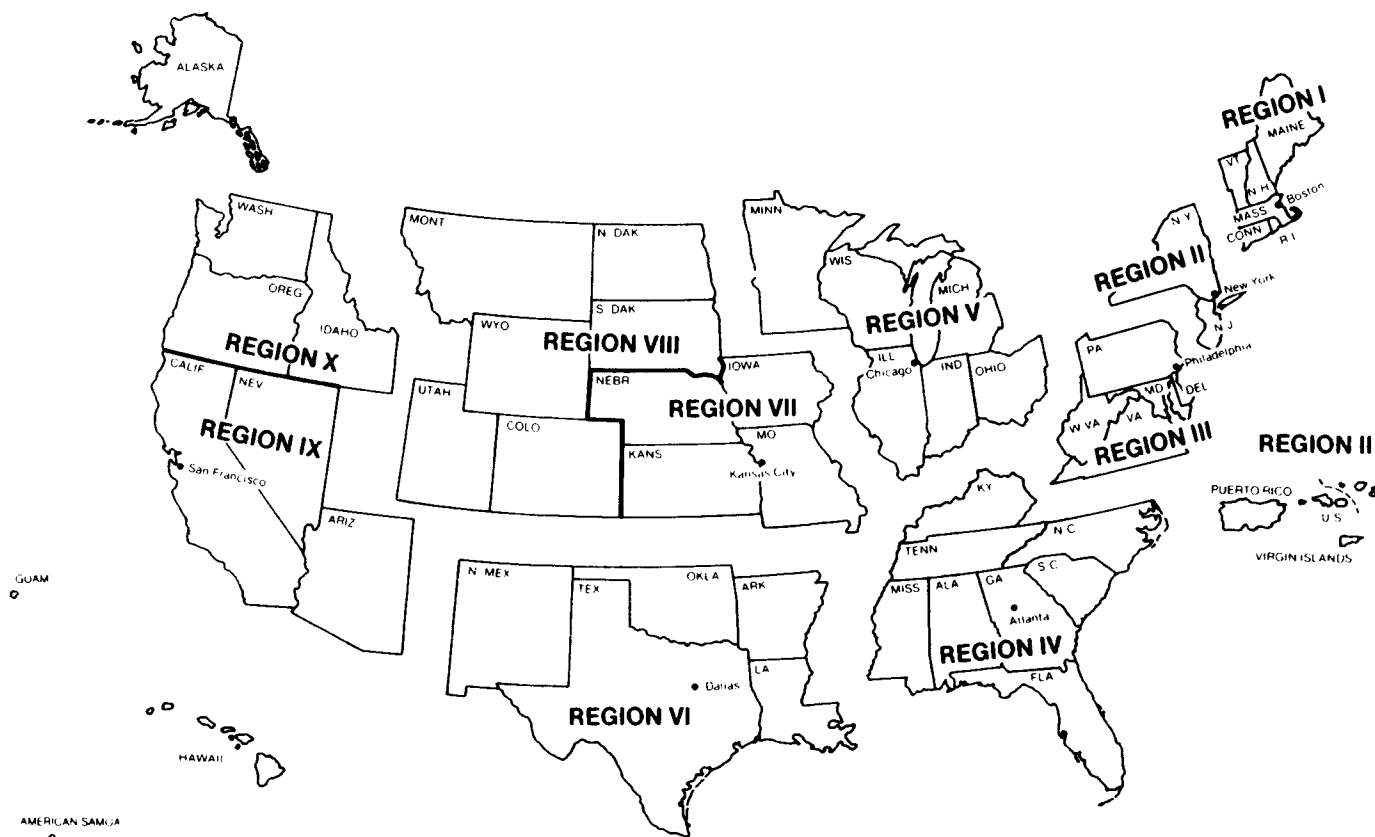 ALASKA
REGION I
MAINE
VT
N H
Boston
MASS
CONN
R I
WASH
MONT
N DAK
MINN
N Y
REGION II
New York
N J
OREG
IDAHO
S DAK
WIS
MICH
WYO
REGION VIII
REGION V
REGION X
PA
Philadelphia
CALIF
NEV
UTAH
NEBR
IOWA
ILL
Chicago
IND
OHIO
MD
DEL
REGION IX
COLO
REGION VII
W VA
VA
REGION III
REGION II
San Francisco
KANS
MO
Kansas City
KY
PUERTO RICO
U S
VIRGIN ISLANDS
ARIZ
TENN
N C
GUAM
N MEX
TEX
OKLA
ARK
MISS
ALA
GA
S C
Atlanta
REGION IV
LA
FLA
REGION VI
HAWAII
AMERICAN SAMOA